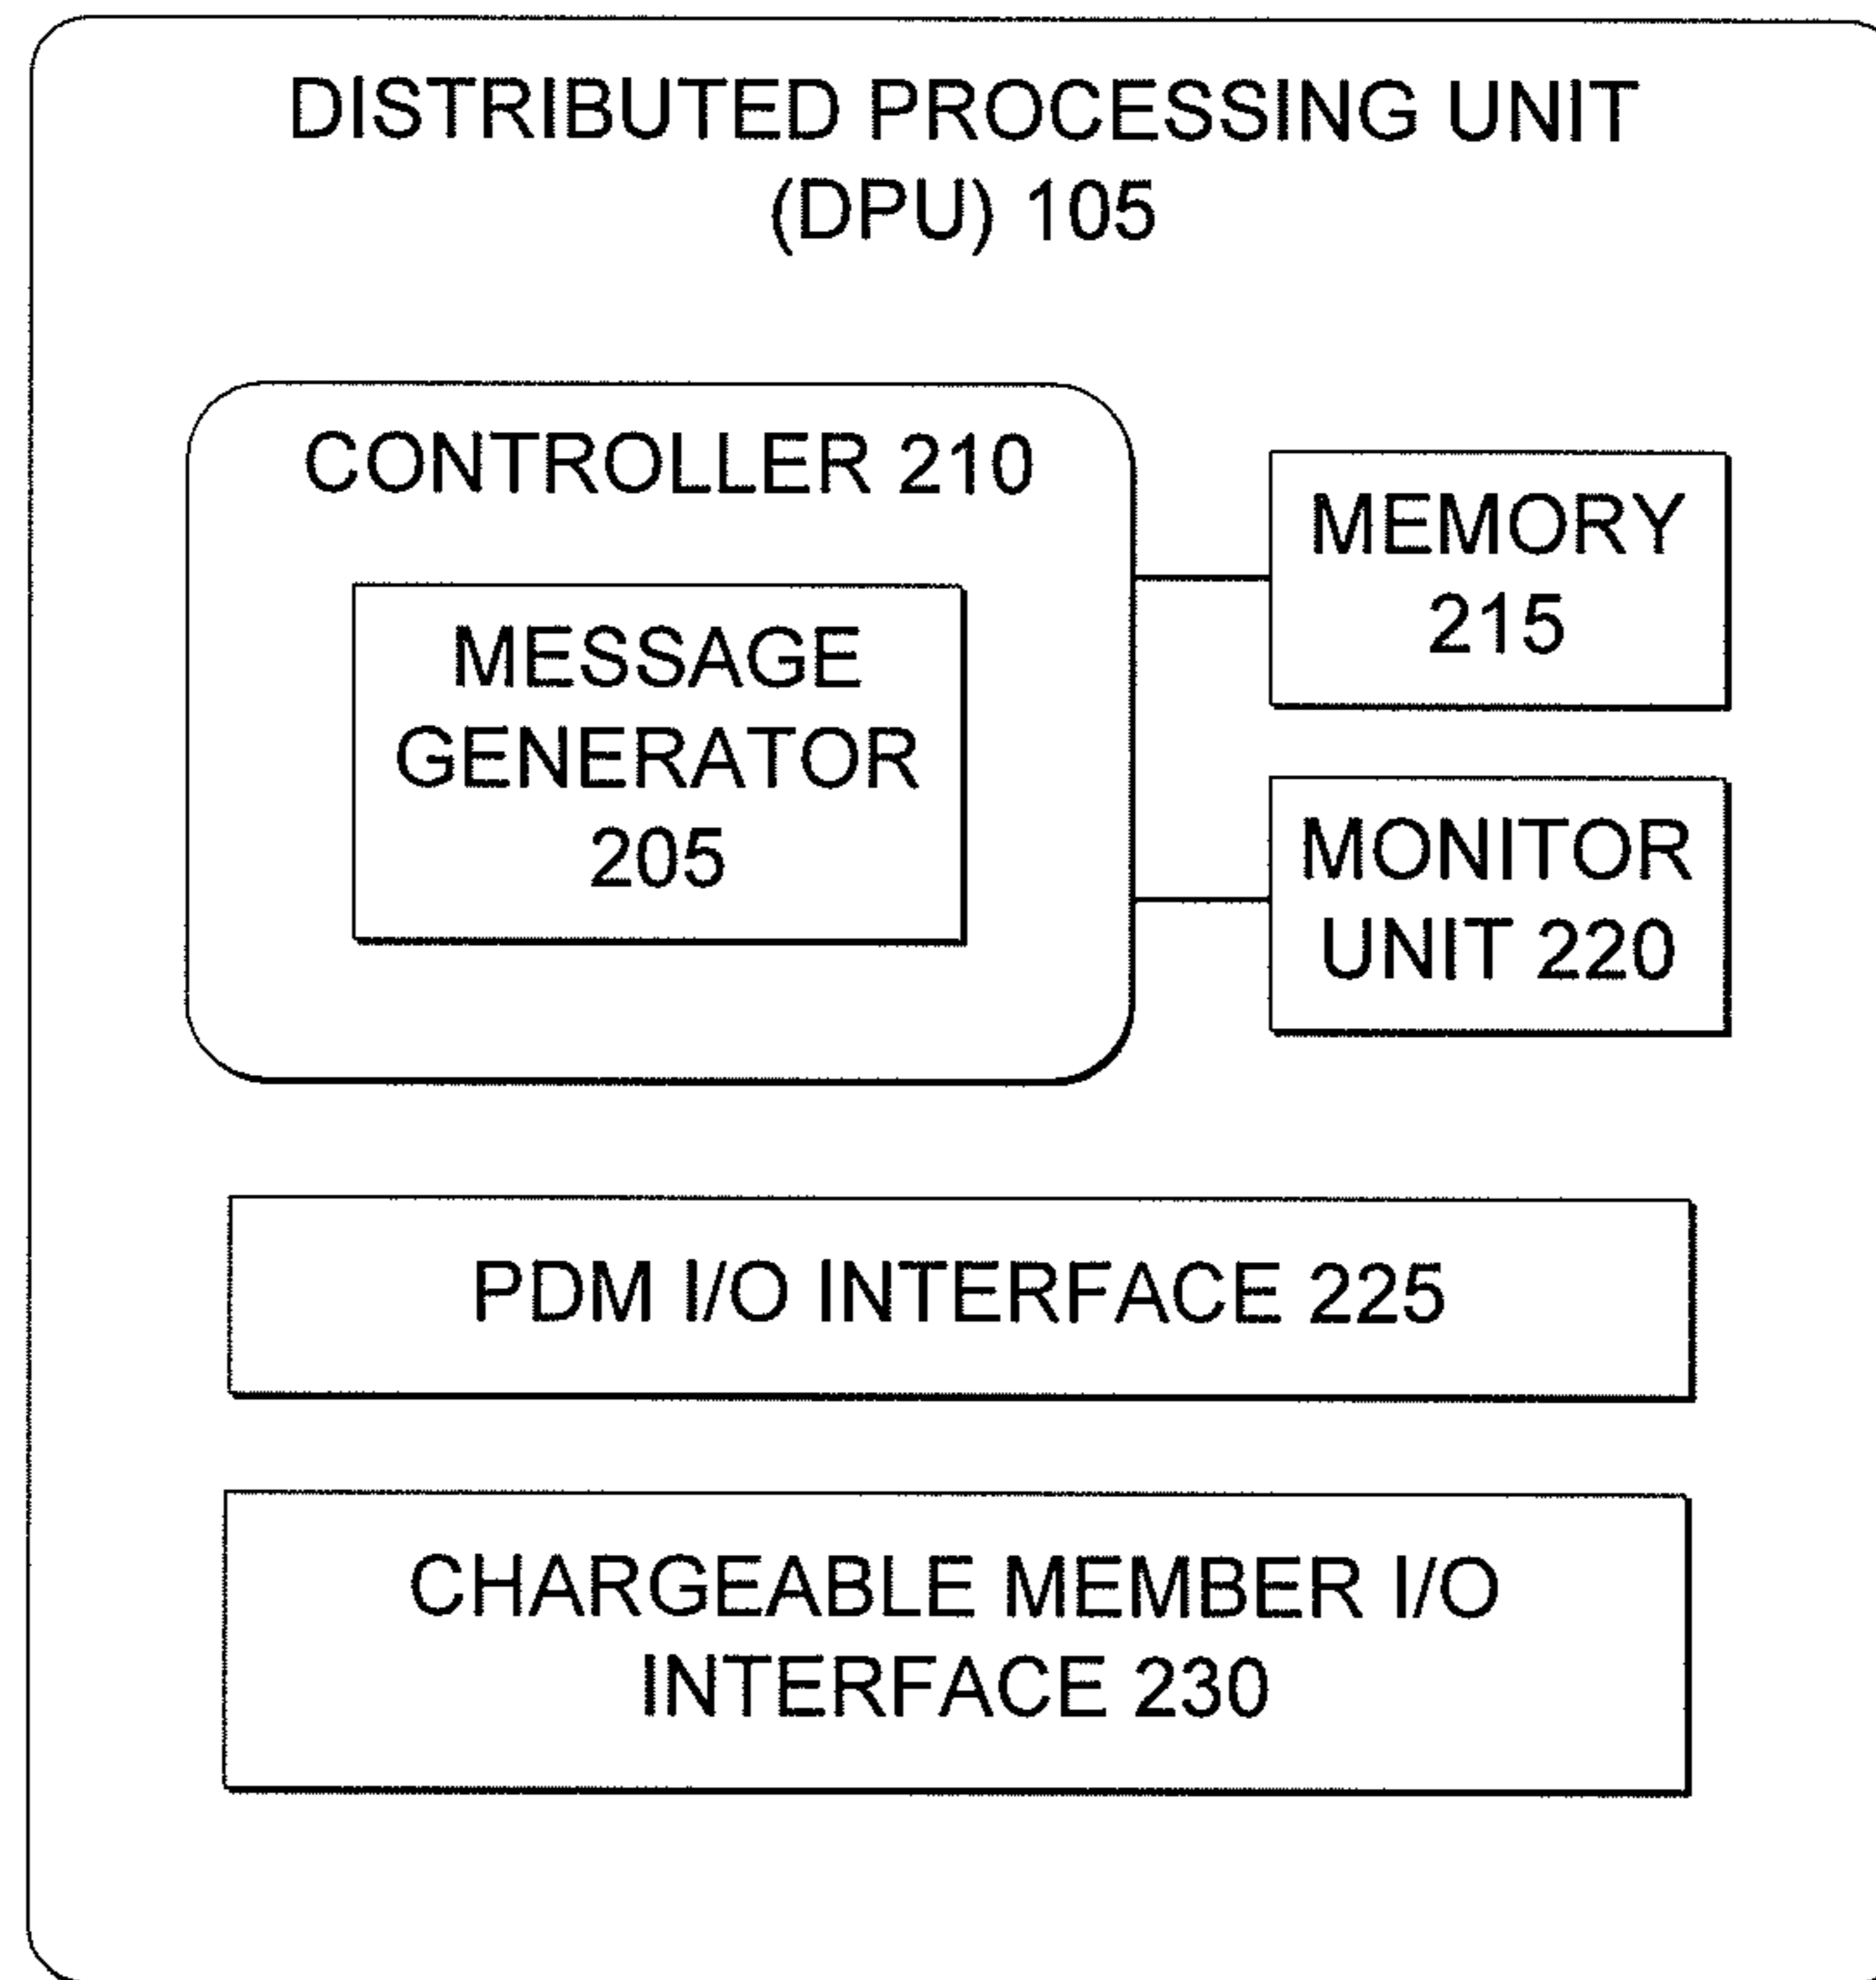 DISTRIBUTED PROCESSING UNIT
(DPU) 105
CONTROLLER 210
MESSAGE
GENERATOR
205
MEMORY
215
MONITOR
UNIT 220
PDM I/O INTERFACE 225
CHARGEABLE MEMBER I/O
INTERFACE 230